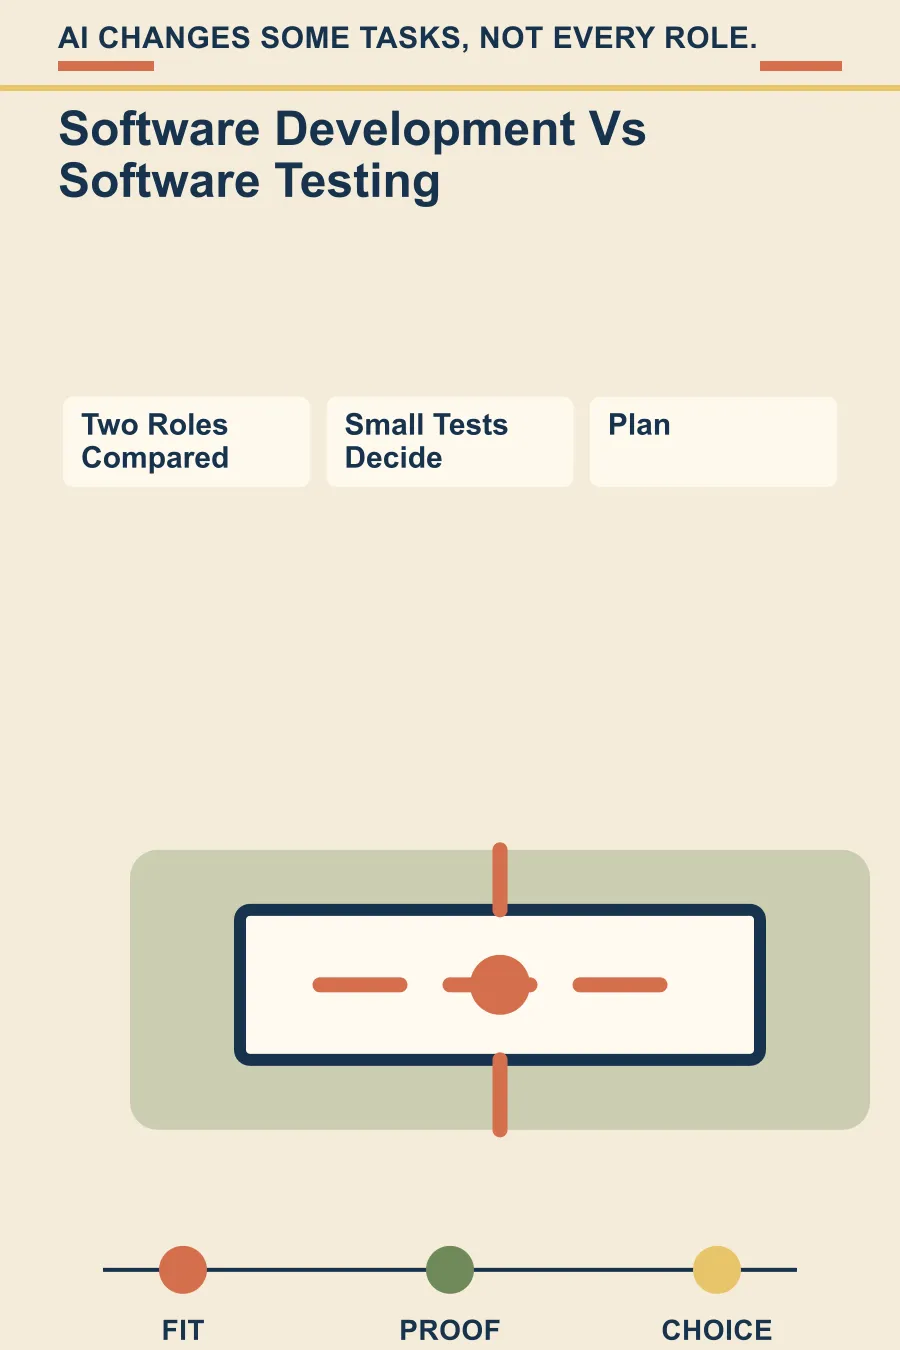 AI CHANGES SOME TASKS, NOT EVERY ROLE.
Software Development Vs
Software Testing
Two Roles
Compared
Small Tests
Decide
Plan
FIT
PROOF
CHOICE